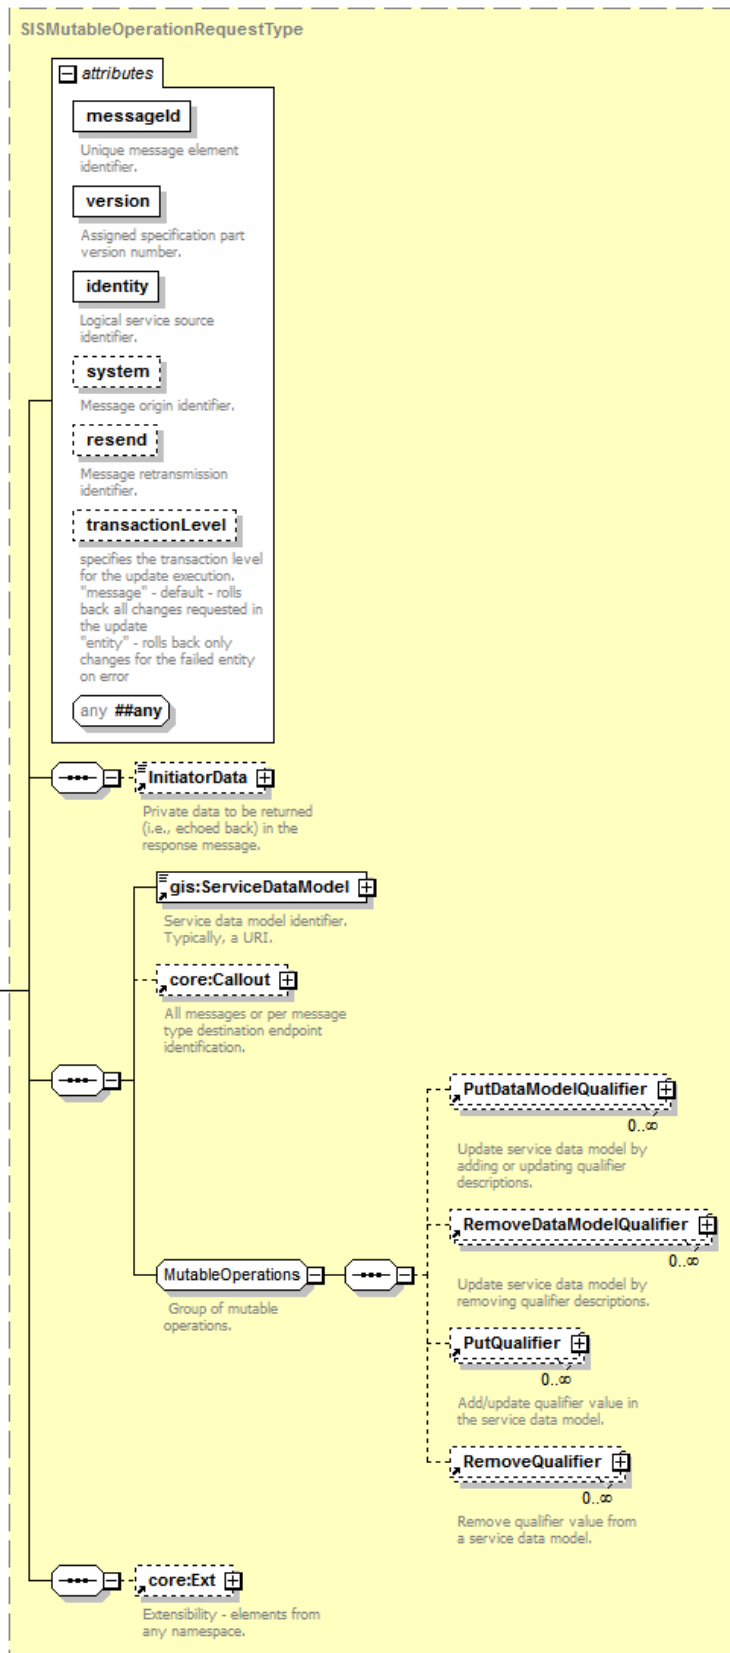 SISMutableOperationRequestType
attributes
messageId
Unique message element
identifier.
version
Assigned specification part
version number.
identity
Logical service source
identifier.
system
Message origin identifier.
resend
Message retransmission
identifier.
transactionLevel
specifies the transaction level
for the update execution.
"message" - default - rolls
back all changes requested in
the update
"entity" - rolls back only
changes for the failed entity
on error
any ##any
InitiatorData
Private data to be returned
(i.e., echoed back) in the
response message.
gis:ServiceDataModel
Service data model identifier.
Typically, a URI.
core:Callout
All messages or per message
type destination endpoint
identification.
MutableOperations
Group of mutable
operations.
PutDataModelQualifier
0..∞
Update service data model by
adding or updating qualifier
descriptions.
RemoveDataModelQualifier
0..∞
Update service data model by
removing qualifier descriptions.
PutQualifier
0..∞
Add/update qualifier value in
the service data model.
RemoveQualifier
0..∞
Remove qualifier value from
a service data model.
core:Ext
Extensibility - elements from
any namespace.